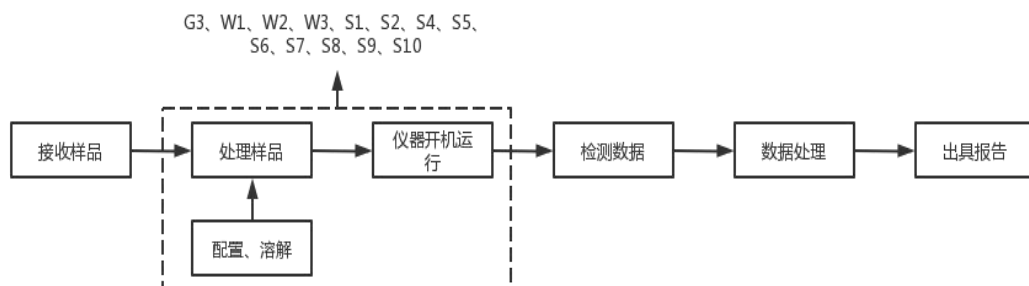 G3、W1、W2、W3、S1、S2、S4、S5、
S6、S7、S8、S9、S10
接收样品
处理样品
仪器开机运
行
检测数据
数据处理
出具报告
配置、溶解